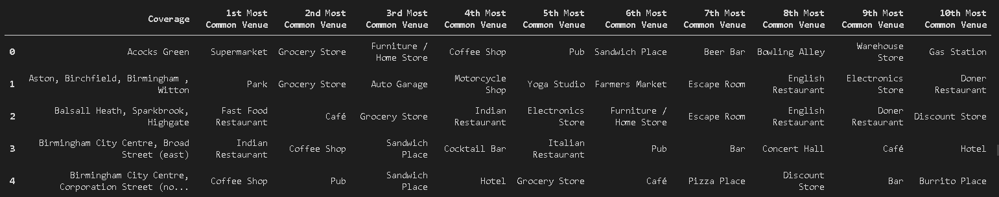 Coverage 1st Most Common Venue 2nd Most Common Venue 3rd Most Common Venue 4th Most Common Venue 5th Most Common Venue 6th Most Common Venue 7th Most Common Venue 8th Most Common Venue 9th Most Common Venue 10th Most Common Venue
0 Acocks Green Supermarket Grocery Store Furniture / Home Store Coffee Shop Pub Sandwich Place Beer Bar Bowling Alley Warehouse Store Gas Station
1 Aston, Birchfield, Birmingham , Witton Park Grocery Store Auto Garage Motorcycle Shop Yoga Studio Farmers Market Escape Room English Restaurant Electronics Store Doner Restaurant
2 Balsall Heath, Sparkbrook, Highgate Fast Food Restaurant Café Grocery Store Indian Restaurant Electronics Store Furniture / Home Store Escape Room English Restaurant Doner Restaurant Discount Store
3 Birmingham City Centre, Broad Street (east) Indian Restaurant Coffee Shop Sandwich Place Cocktail Bar Italian Restaurant Pub Bar Concert Hall Café Hotel
4 Birmingham City Centre, Corporation Street (no... Coffee Shop Pub Sandwich Place Hotel Grocery Store Café Pizza Place Discount Store Bar Burrito Place